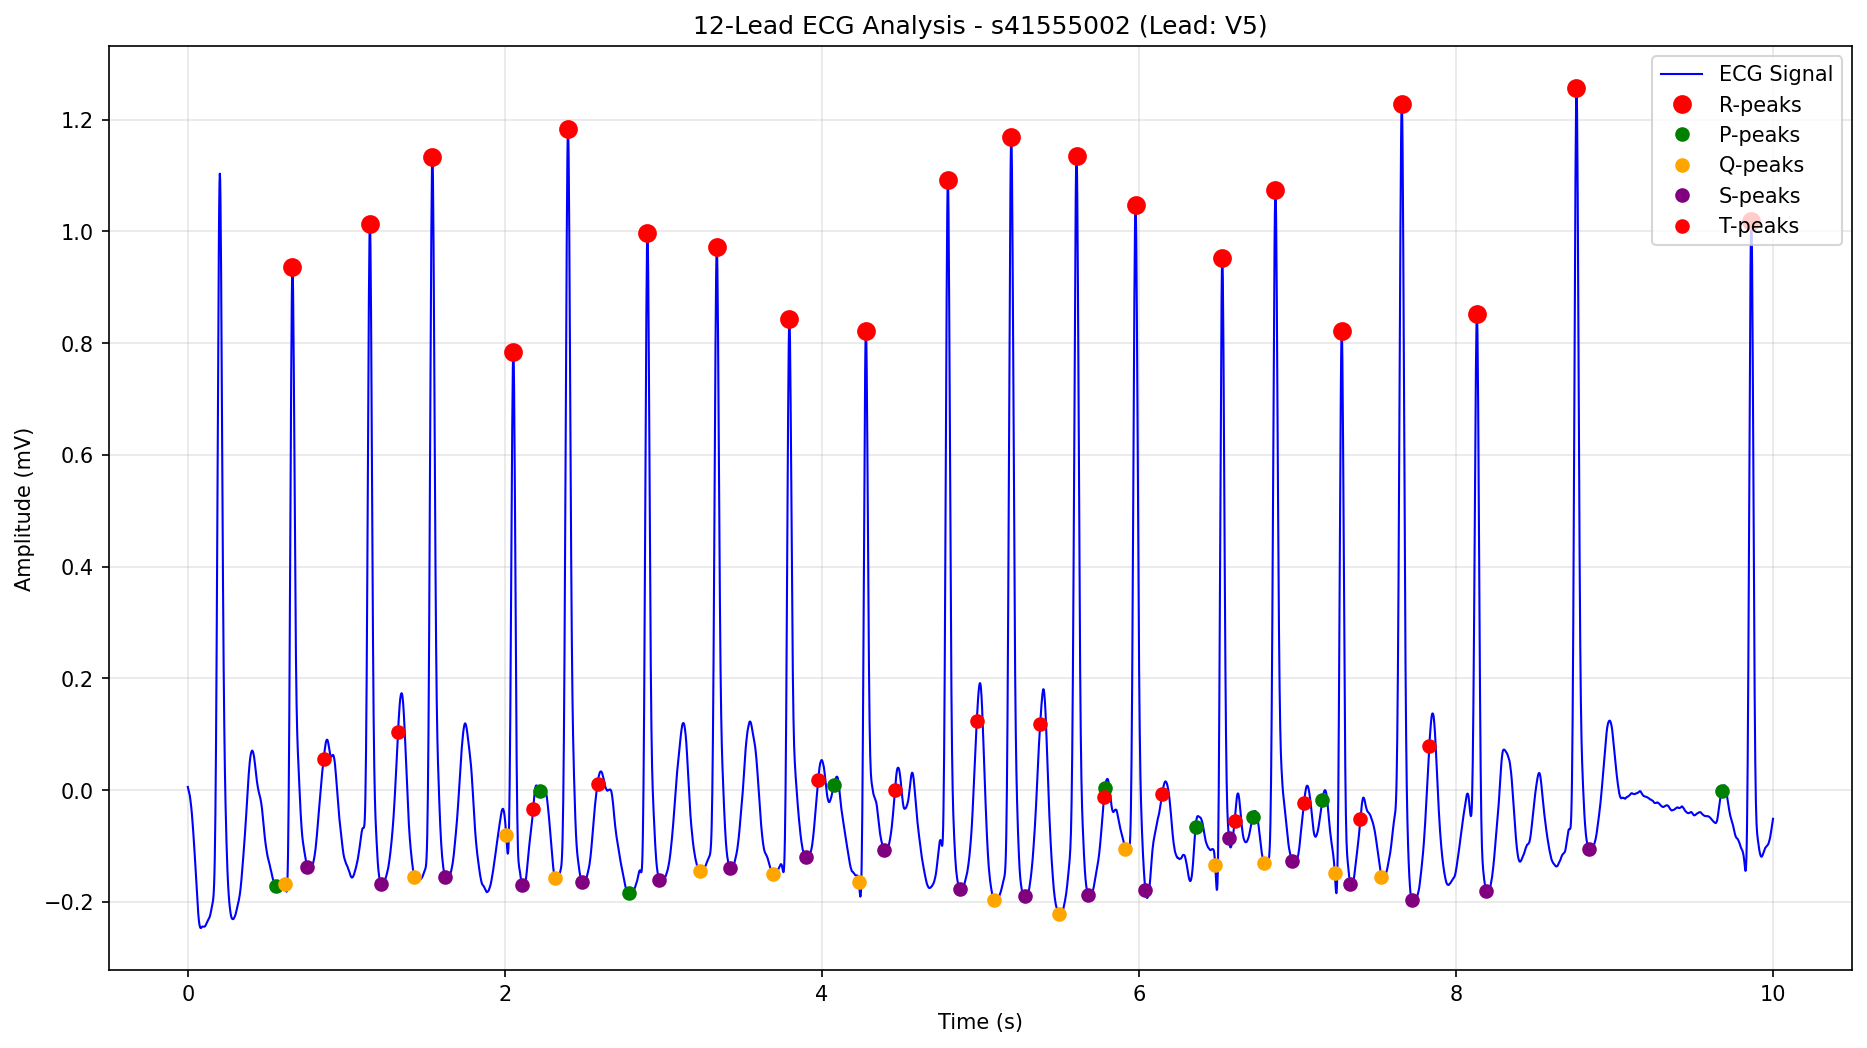 12-Lead ECG Analysis - s41555002 (Lead: V5)
ECG Signal
R-peaks
P-peaks
Q-peaks
S-peaks
T-peaks
1.2
1.0
0.8
0.6
0.4
0.2
0.0
−0.2
Amplitude (mV)
0 2 4 6 8 10
Time (s)